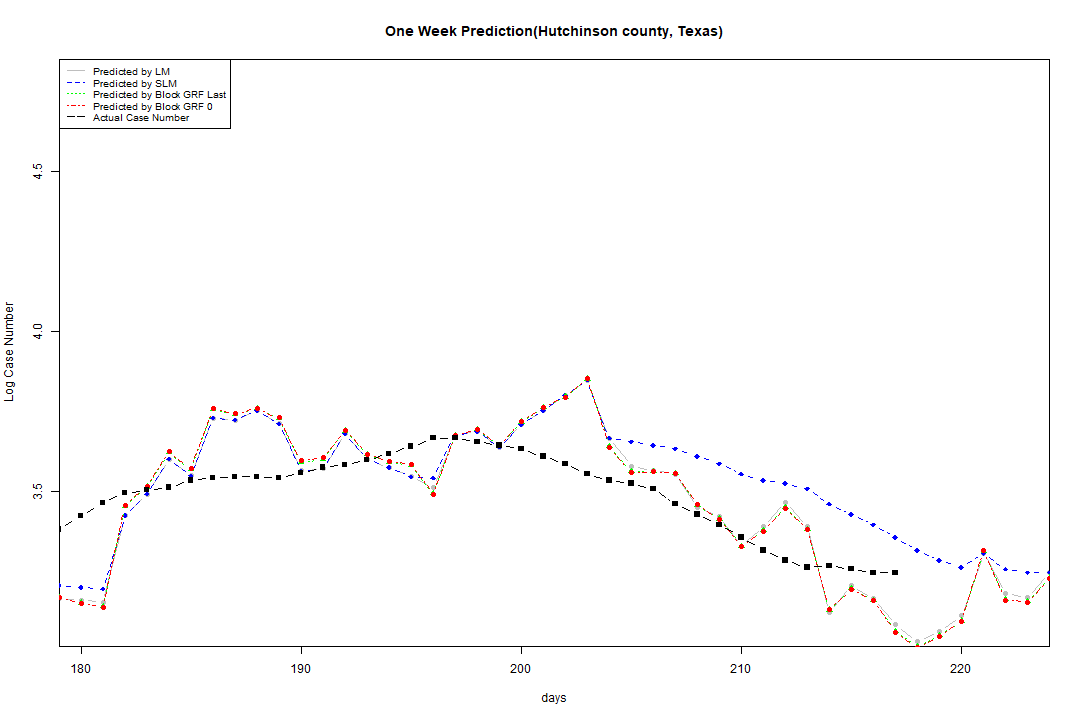 One Week Prediction(Hutchinson county, Texas)
Predicted by LM
Predicted by SLM
Predicted by Block GRF Last
Predicted by Block GRF 0
Actual Case Number
4.5
4.0
3.5
Log Case Number
180 190 200 210 220
days